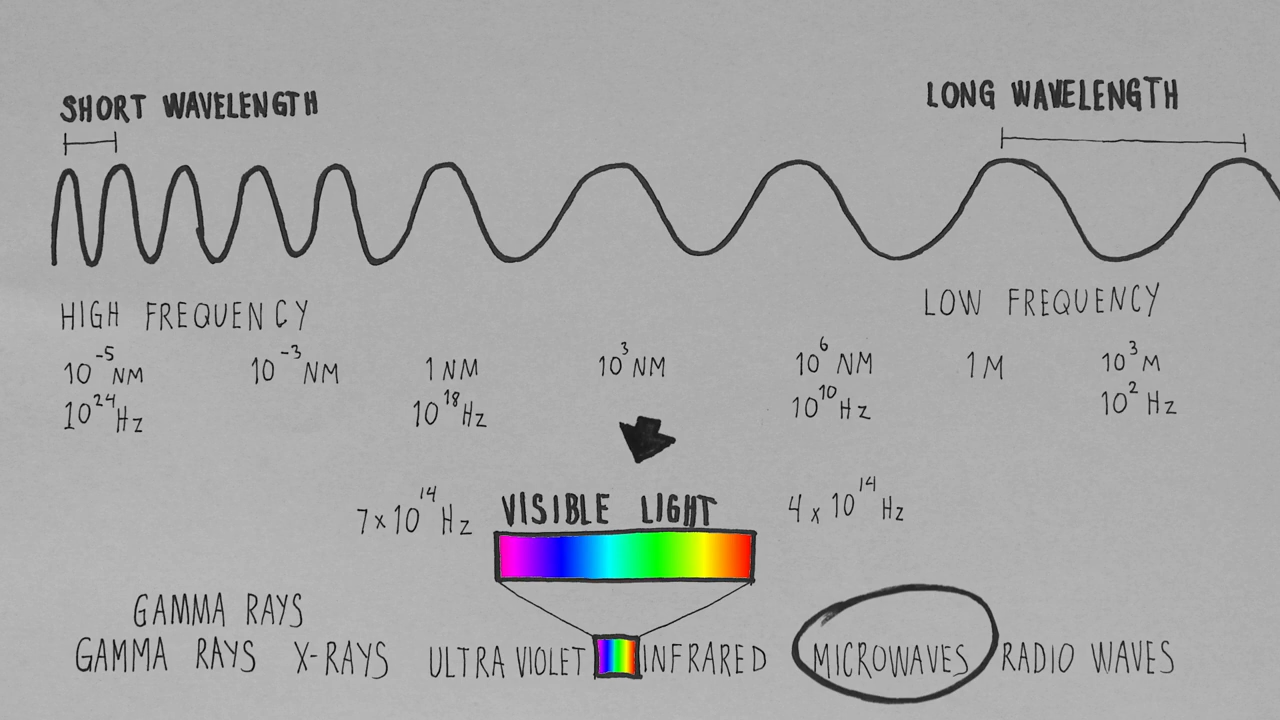 SHORT WAVELENGTH
LONG WAVELENGTH
HIGH FREQUENCY
LOW FREQUENCY
10⁻⁵ NM
10⁻³ NM
1 NM
10³ NM
10⁶ NM
1 M
10³ M
10²⁴ Hz
10¹⁸ Hz
10¹⁰ Hz
10² Hz
7 x 10¹⁴ Hz
VISIBLE LIGHT
4 x 10¹⁴ Hz
GAMMA RAYS
GAMMA RAYS
X-RAYS
ULTRA VIOLET
INFRARED
MICROWAVES
RADIO WAVES